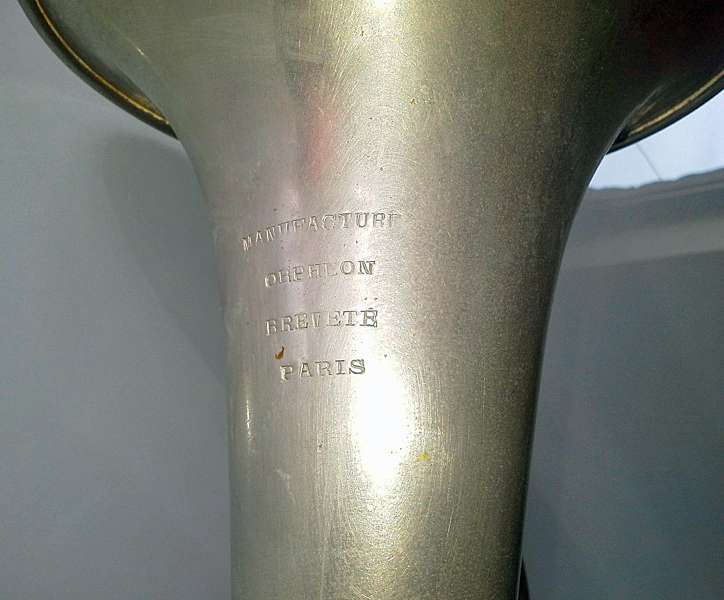 MANUFACTURE
ORPHEON
BREVETÉ
PARIS